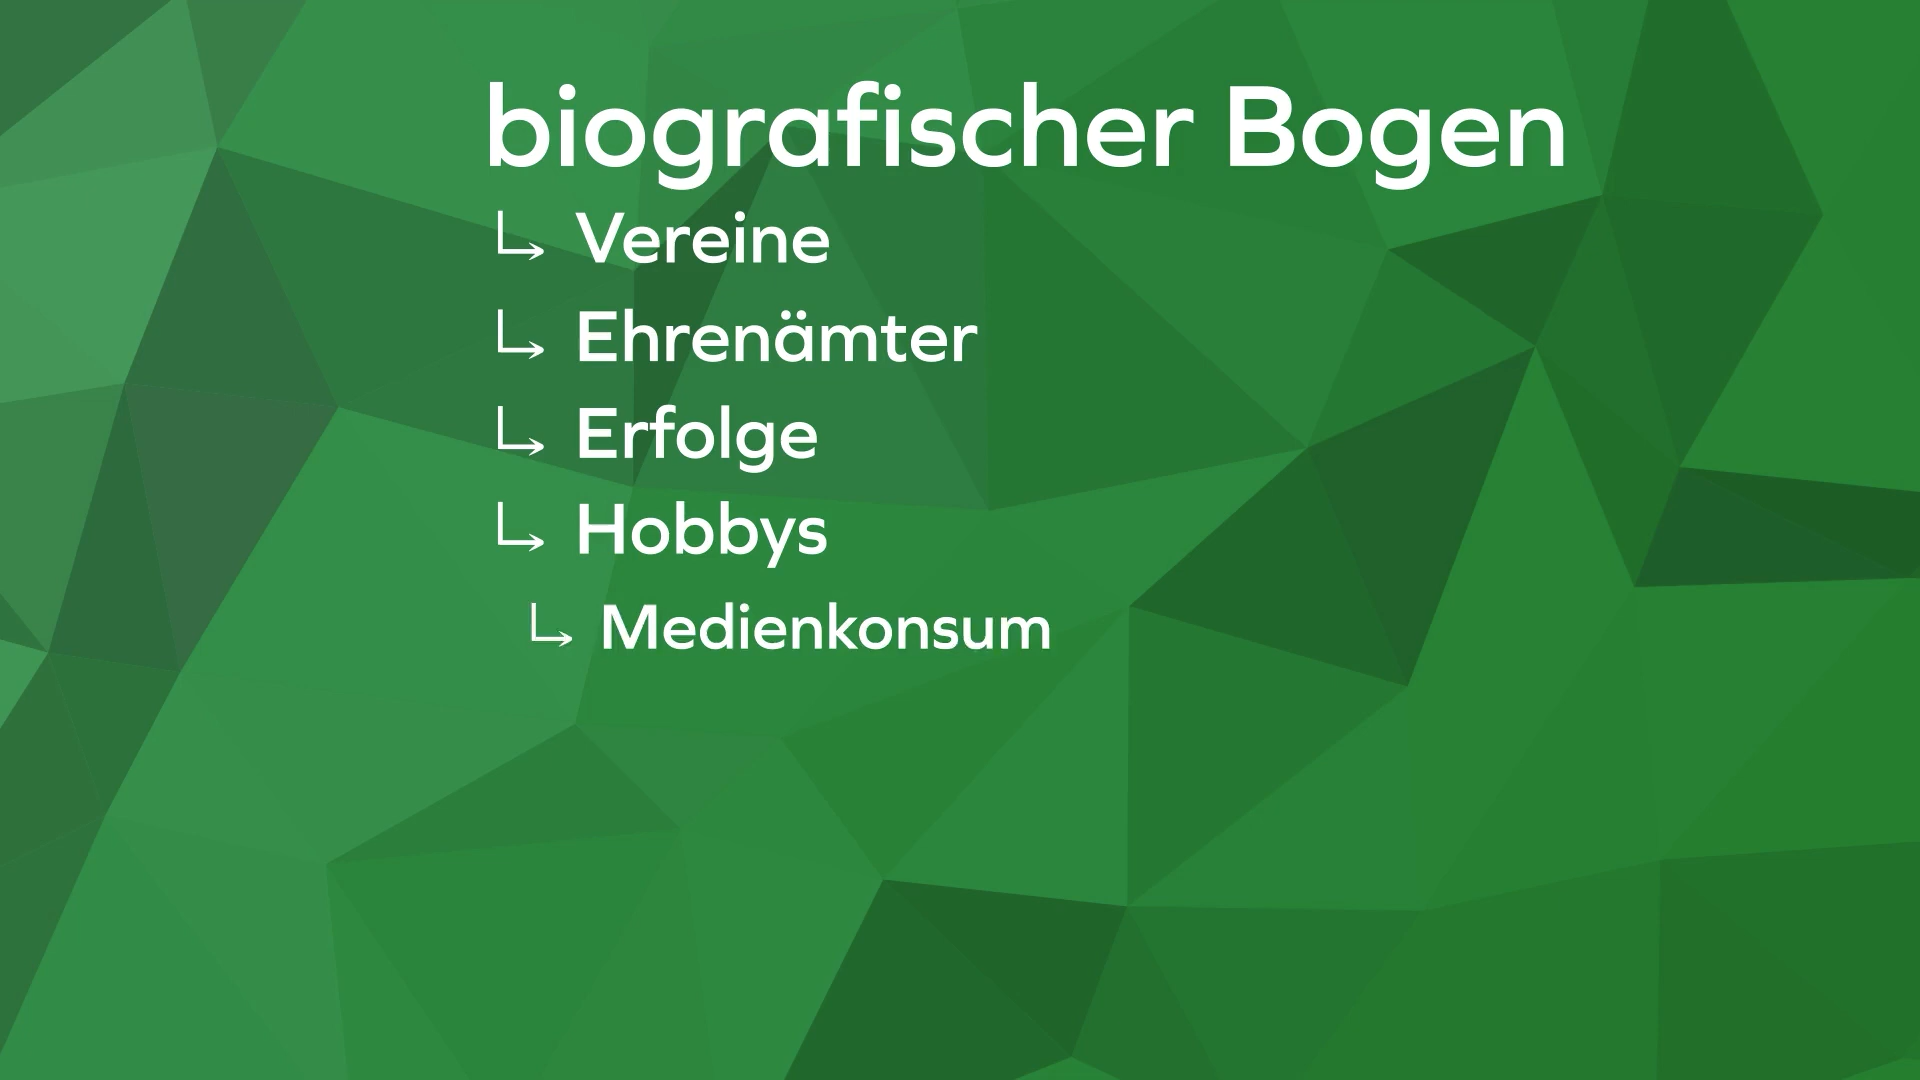 biografischer Bogen
Vereine
Ehrenämter
Erfolge
Hobbys
Medienkonsum